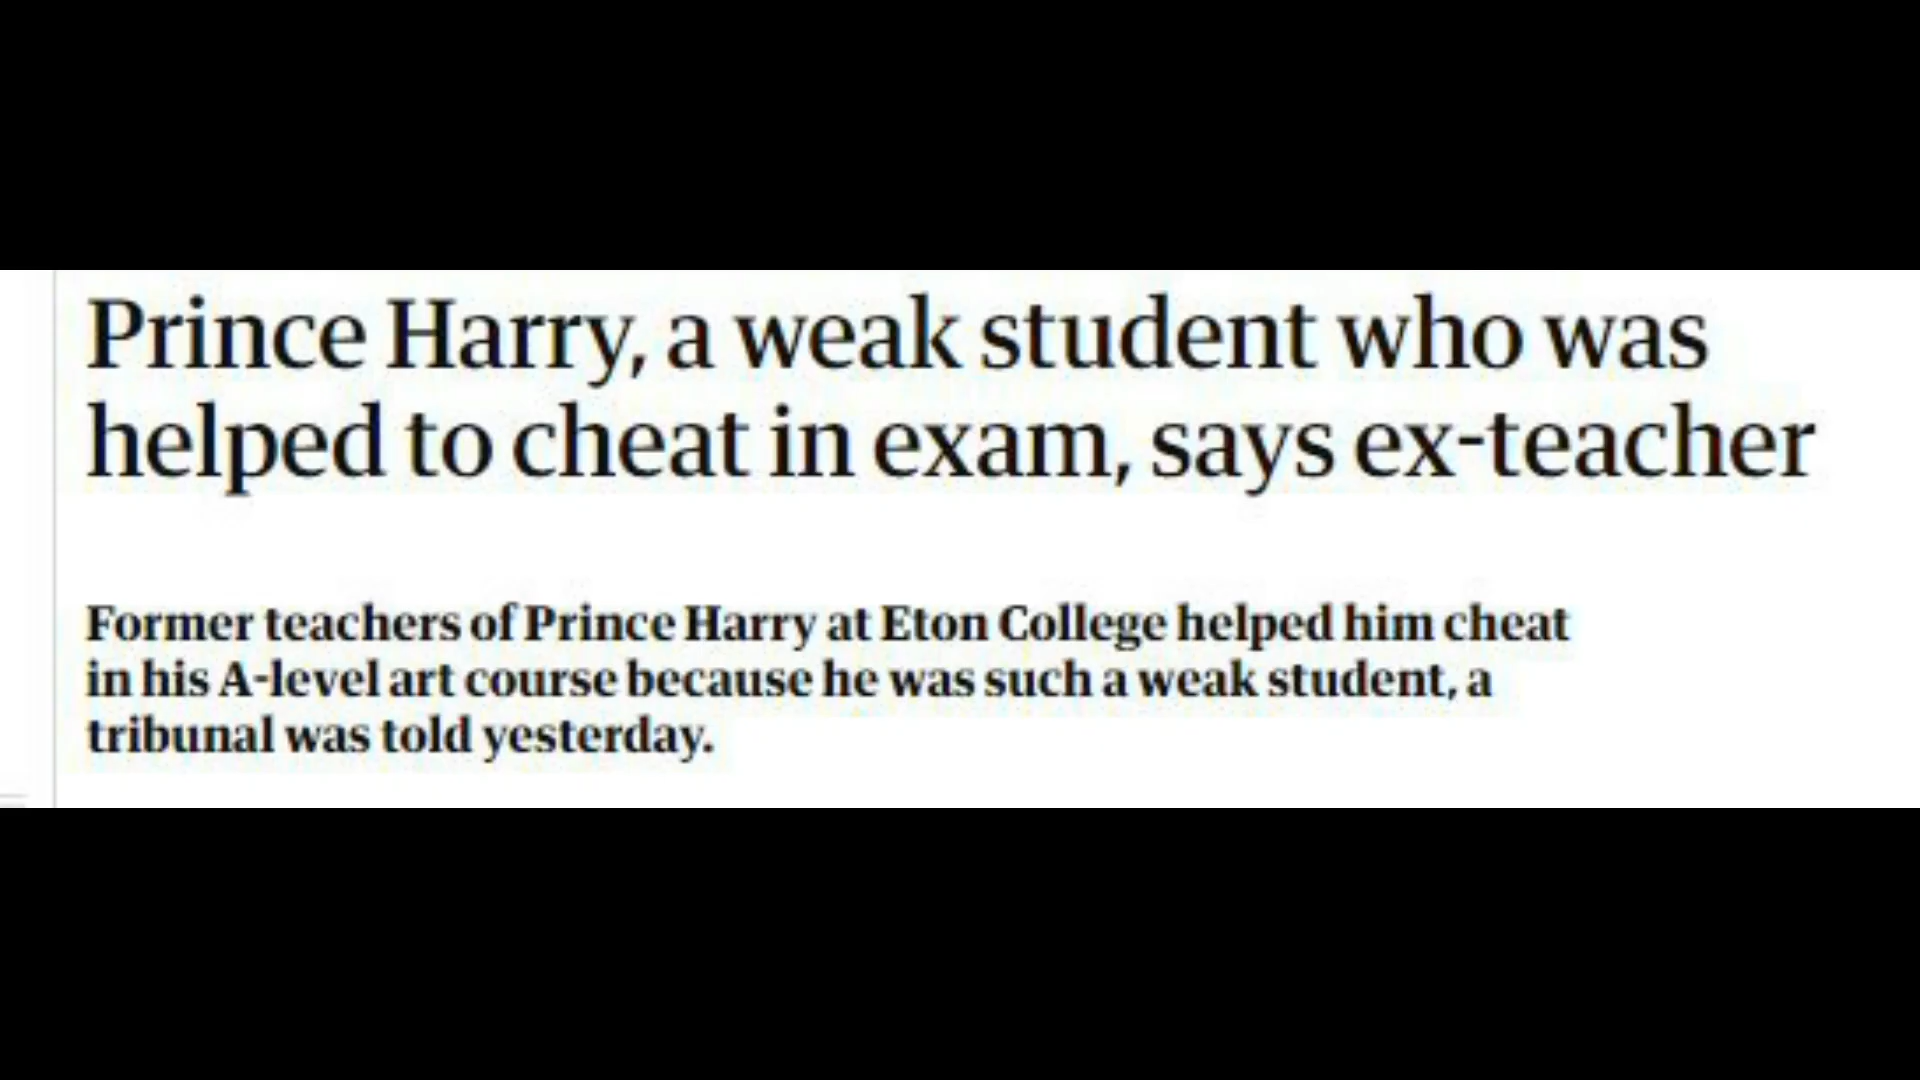 Prince Harry, a weak student who was
helped to cheat in exam, says ex-teacher
Former teachers of Prince Harry at Eton College helped him cheat
in his A-level art course because he was such a weak student, a
tribunal was told yesterday.